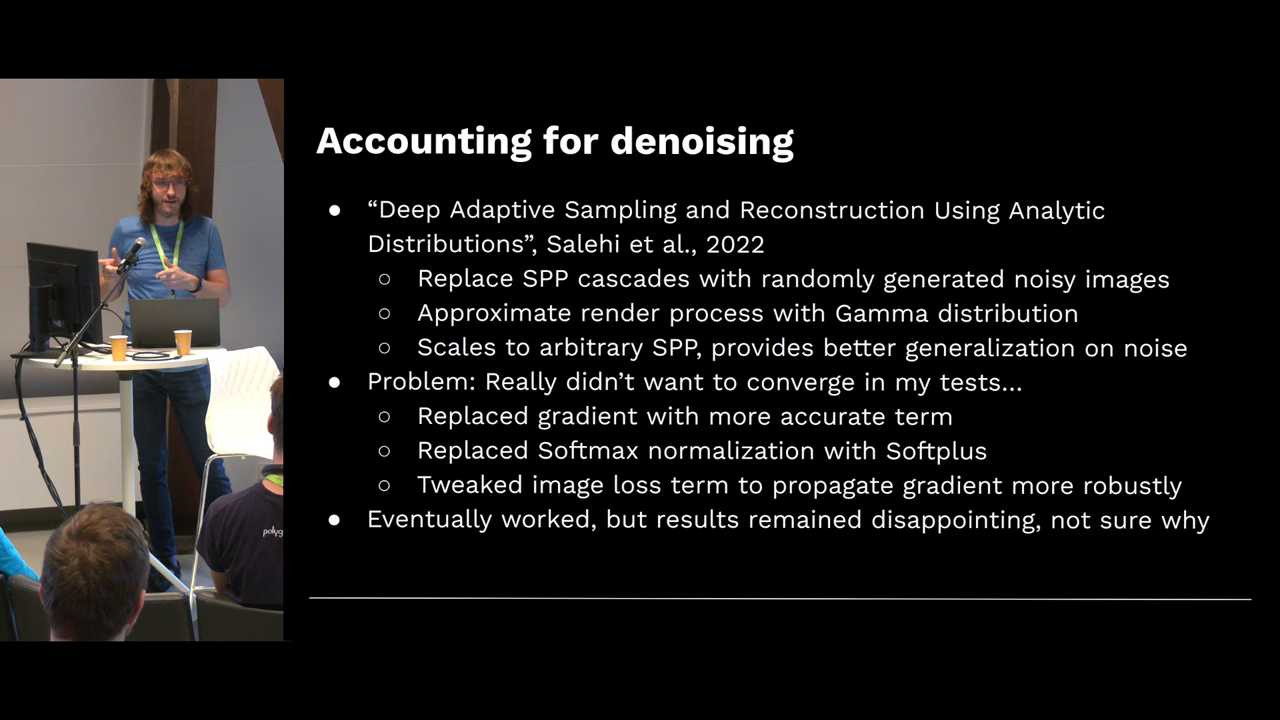 Accounting for denoising
● “Deep Adaptive Sampling and Reconstruction Using Analytic
Distributions”, Salehi et al., 2022
○ Replace SPP cascades with randomly generated noisy images
○ Approximate render process with Gamma distribution
○ Scales to arbitrary SPP, provides better generalization on noise
● Problem: Really didn’t want to converge in my tests...
○ Replaced gradient with more accurate term
○ Replaced Softmax normalization with Softplus
○ Tweaked image loss term to propagate gradient more robustly
● Eventually worked, but results remained disappointing, not sure why